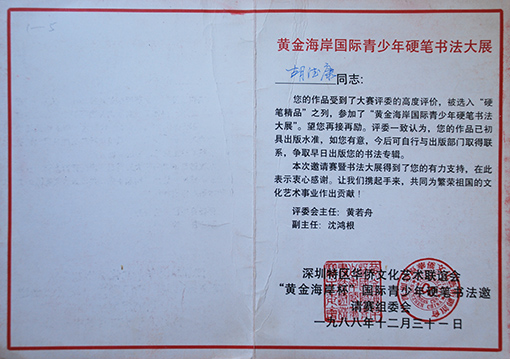 1-5
黄金海岸国际青少年硬笔书法大展
胡法康同志:
您的作品受到了大赛评委的高度评价,被选入“硬
笔精品”之列,参加了“黄金海岸国际青少年硬笔书法
大展”。望您再接再励。评委一致认为,您的作品已初
具出版水准,如您有意,今后可自行与出版部门取得联
系,争取早日出版您的书法专辑。
本次邀请赛暨书法大展得到了您的有力支持,在此
表示衷心感谢。让我们携起手来,共同为繁荣祖国的文
化艺术事业作出贡献!
评委会主任:黄若舟
副主任:沈鸿根
深圳特区华侨文化艺术联谊会
“黄金海岸杯”国际青少年硬笔书法邀
请赛组委会
一九八八年十二月三十一日